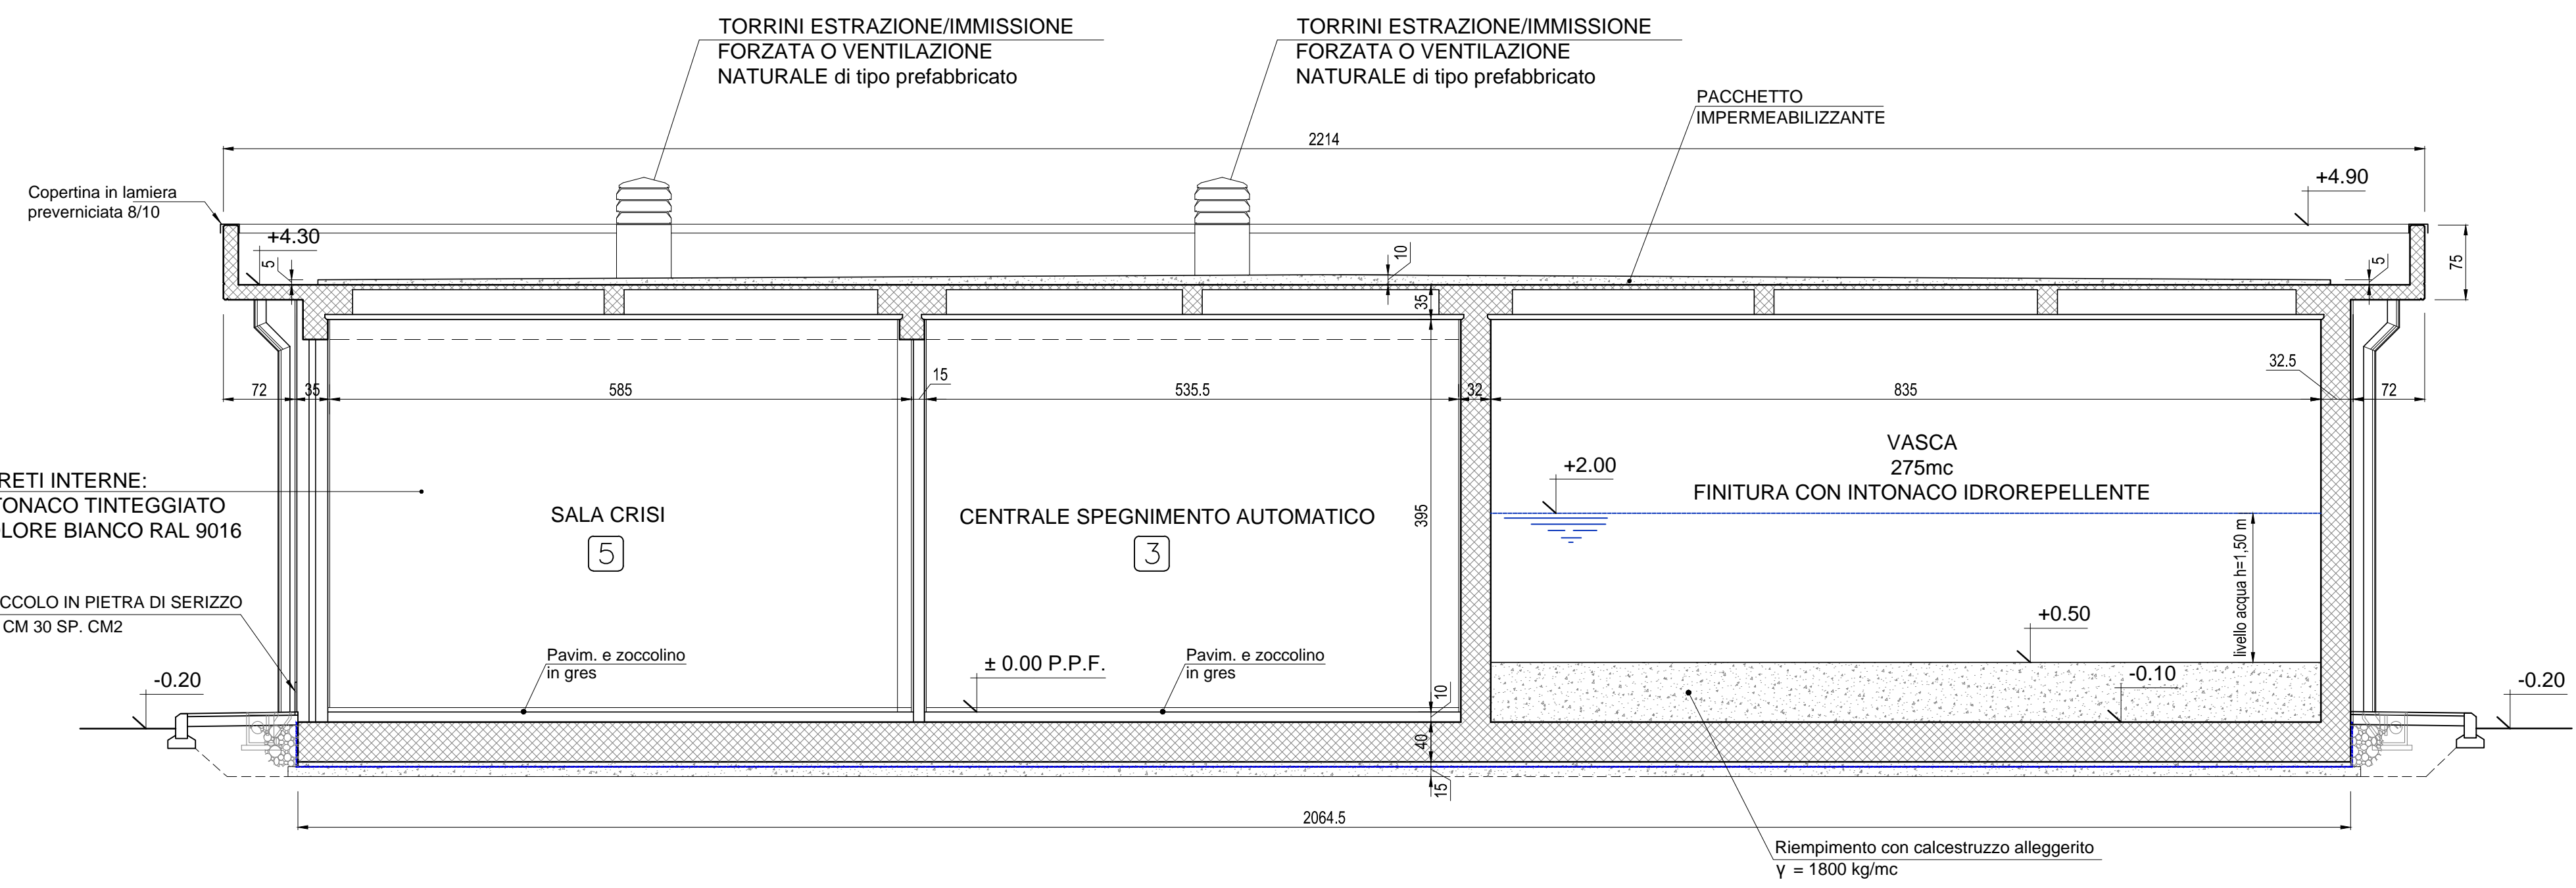 TORRINI ESTRAZIONE/IMMISSIONE
FORZATA O VENTILAZIONE
NATURALE di tipo prefabbricato
TORRINI ESTRAZIONE/IMMISSIONE
FORZATA O VENTILAZIONE
NATURALE di tipo prefabbricato
PACCHETTO
IMPERMEABILIZZANTE
2214
Copertina in lamiera
preverniciata 8/10
+4.90
+4.30
5
10
5
75
35
72
35
585
15
535.5
32
835
32.5
72
RETI INTERNE:
TONACO TINTEGGIATO
OLORE BIANCO RAL 9016
SALA CRISI
5
CENTRALE SPEGNIMENTO AUTOMATICO
3
395
VASCA
275mc
FINITURA CON INTONACO IDROREPELLENTE
+2.00
livello acqua h=1,50 m
+0.50
CCOLO IN PIETRA DI SERIZZO
CM 30 SP. CM2
Pavim. e zoccolino
in gres
± 0.00 P.P.F.
Pavim. e zoccolino
in gres
-0.20
-0.10
-0.20
10
40
15
2064.5
Riempimento con calcestruzzo alleggerito
γ = 1800 kg/mc